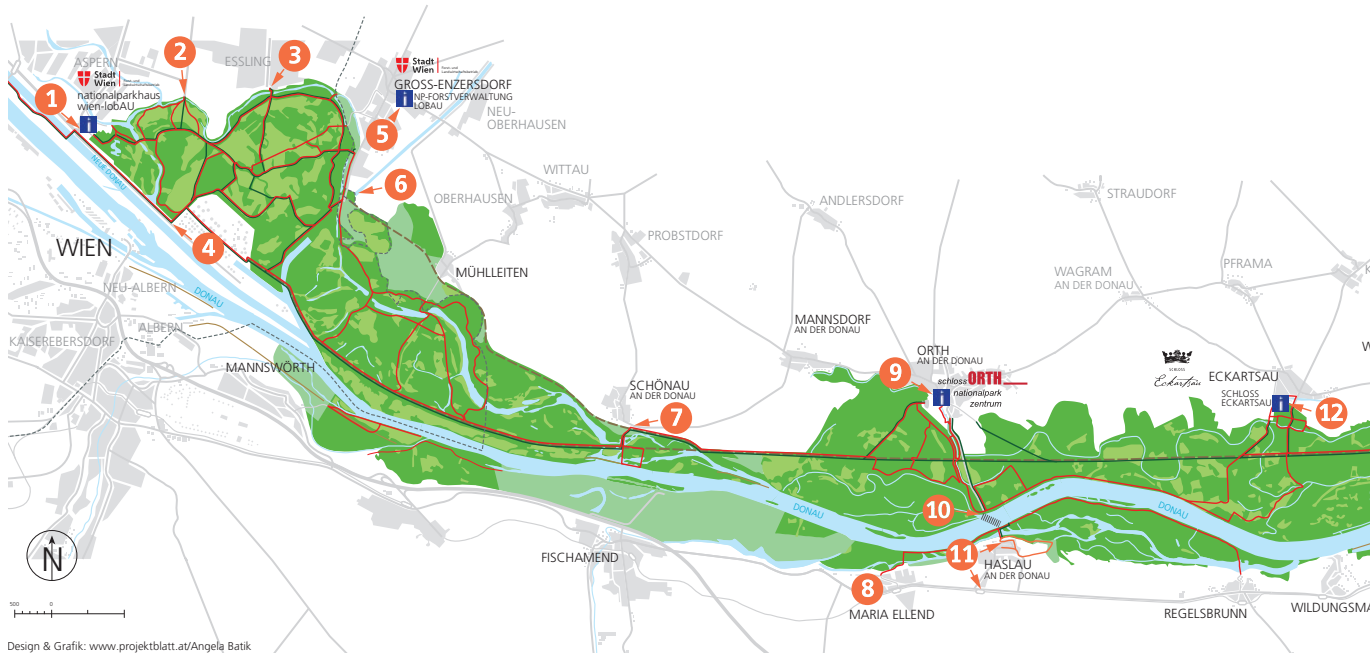 ASPERN
Stadt
Wien
nationalparkhaus
wien-lobAU
1
2
ESSLING
3
Stadt
Wien
GROSS-ENZERSDORF
NP-FORSTVERWALTUNG
LOBAU
i
i
5
NEU-
OBERHAUSEN
6
OBERHAUSEN
WITTAU
NEUE DONAU
4
WIEN
NEU-ALBERN
DONAU
ALBERN
KAISEREBERSDORF
MANNSWÖRTH
MÜHLLEITEN
PROBSTDORF
ANDLERSDORF
STRAUDORF
WAGRAM
AN DER DONAU
PFRAMA
K
MANNSDORF
AN DER DONAU
SCHÖNAU
AN DER DONAU
7
ORTH
AN DER DONAU
9
schloss ORTH
i
nationalpark
zentrum
SCHLOSS
Eckartsau
W
ECKARTSAU
SCHLOSS
ECKARTSAU
i
12
DONAU
10
DONAU
11
HASLAU
AN DER DONAU
8
MARIA ELLEND
FISCHAMEND
REGELSBRUNN
WILDUNGSMA
N
500
0
Design & Grafik: www.projektblatt.at/Angela Batik